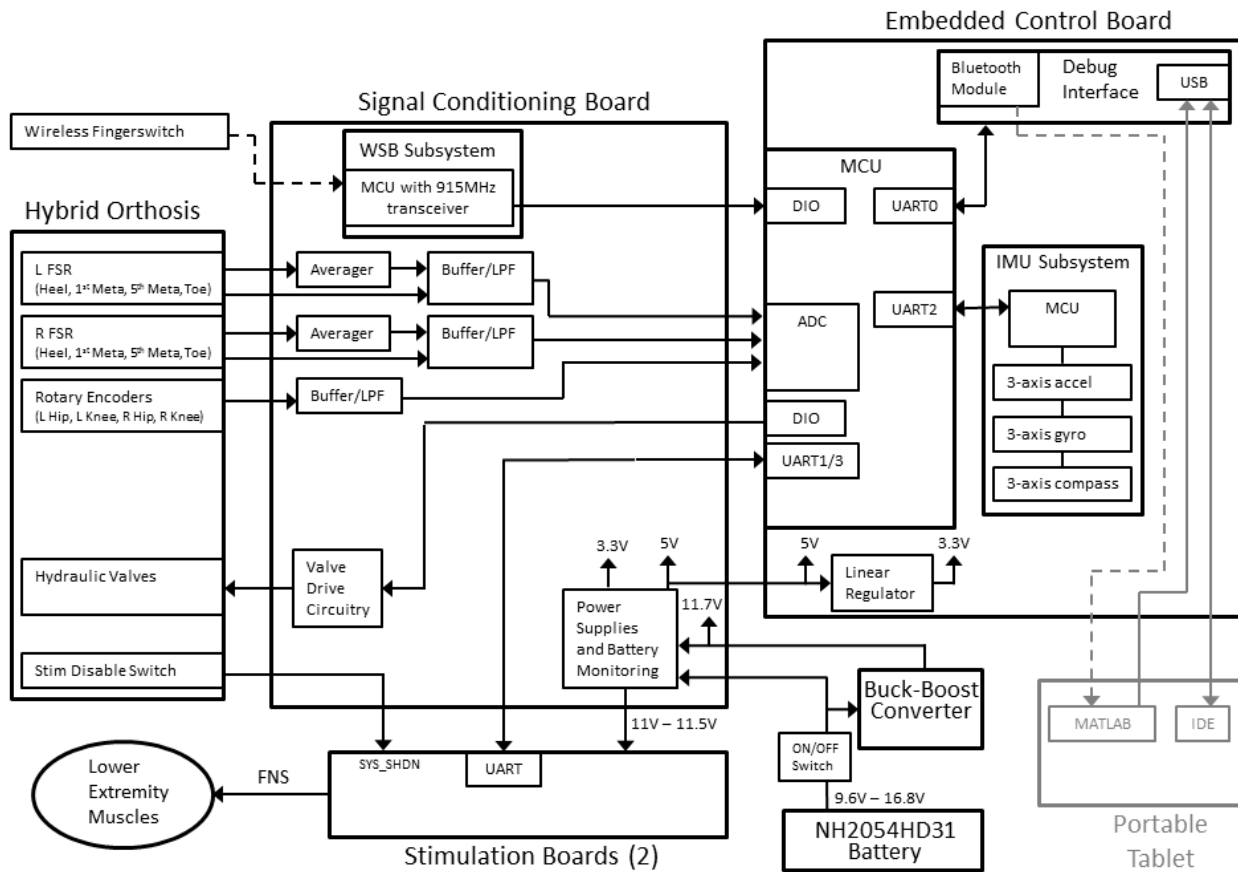 Embedded Control Board
Bluetooth
Module
Debug
Interface
USB
Signal Conditioning Board
Wireless Fingerswitch
WSB Subsystem
MCU with 915MHz
transceiver
MCU
DIO
UART0
Hybrid Orthosis
L FSR
(Heel, 1st Meta, 5th Meta, Toe)
Averager
Buffer/LPF
IMU Subsystem
MCU
ADC
UART2
R FSR
(Heel, 1st Meta, 5th Meta, Toe)
Averager
Buffer/LPF
Rotary Encoders
(L Hip, L Knee, R Hip, R Knee)
Buffer/LPF
3-axis accel
DIO
3-axis gyro
UART1/3
3-axis compass
3.3V
5V
5V
3.3V
Hydraulic Valves
Valve
Drive
Circuitry
Linear
Regulator
Power
Supplies
and Battery
Monitoring
11.7V
Stim Disable Switch
Buck-Boost
Converter
MATLAB
IDE
11V – 11.5V
ON/OFF
Switch
SYS_SHDN
UART
Lower
Extremity
Muscles
FNS
9.6V – 16.8V
NH2054HD31
Battery
Portable
Tablet
Stimulation Boards (2)